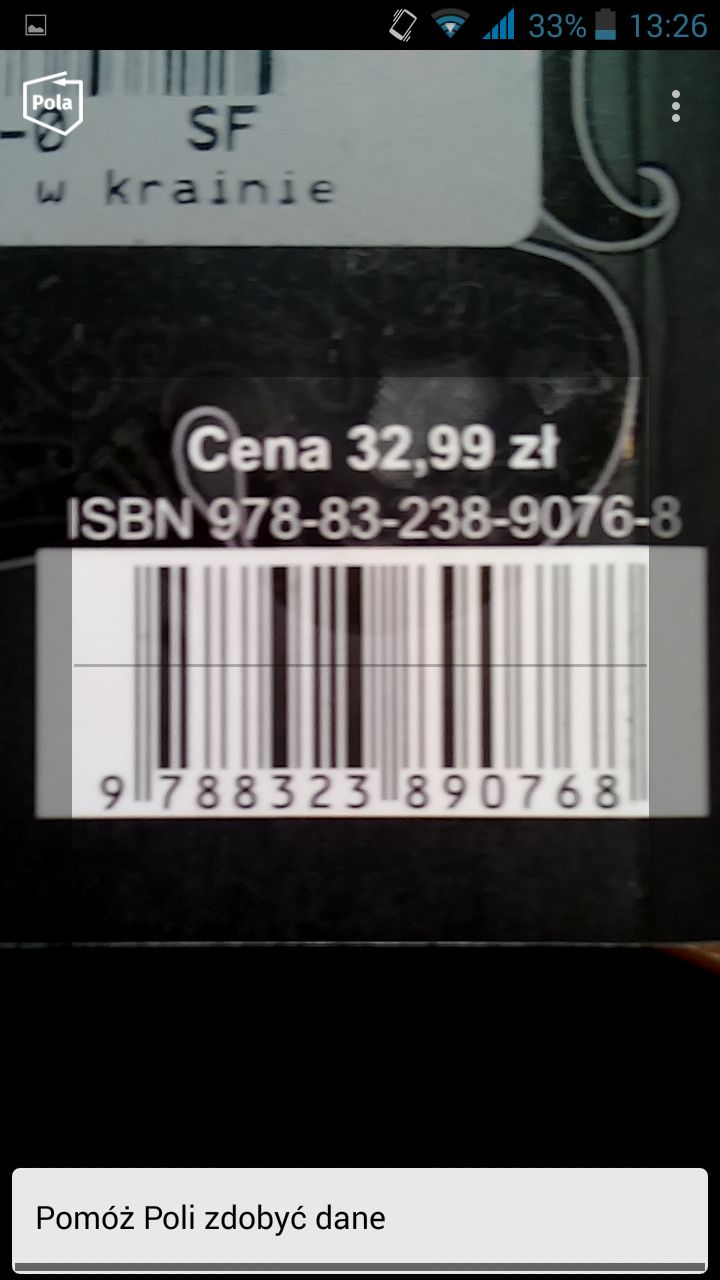 33% 13:26
Pola
-0 SF
w krainie
Cena 32,99 zł
ISBN 978-83-238-9076-8
9 788323 890768
Pomóż Poli zdobyć dane